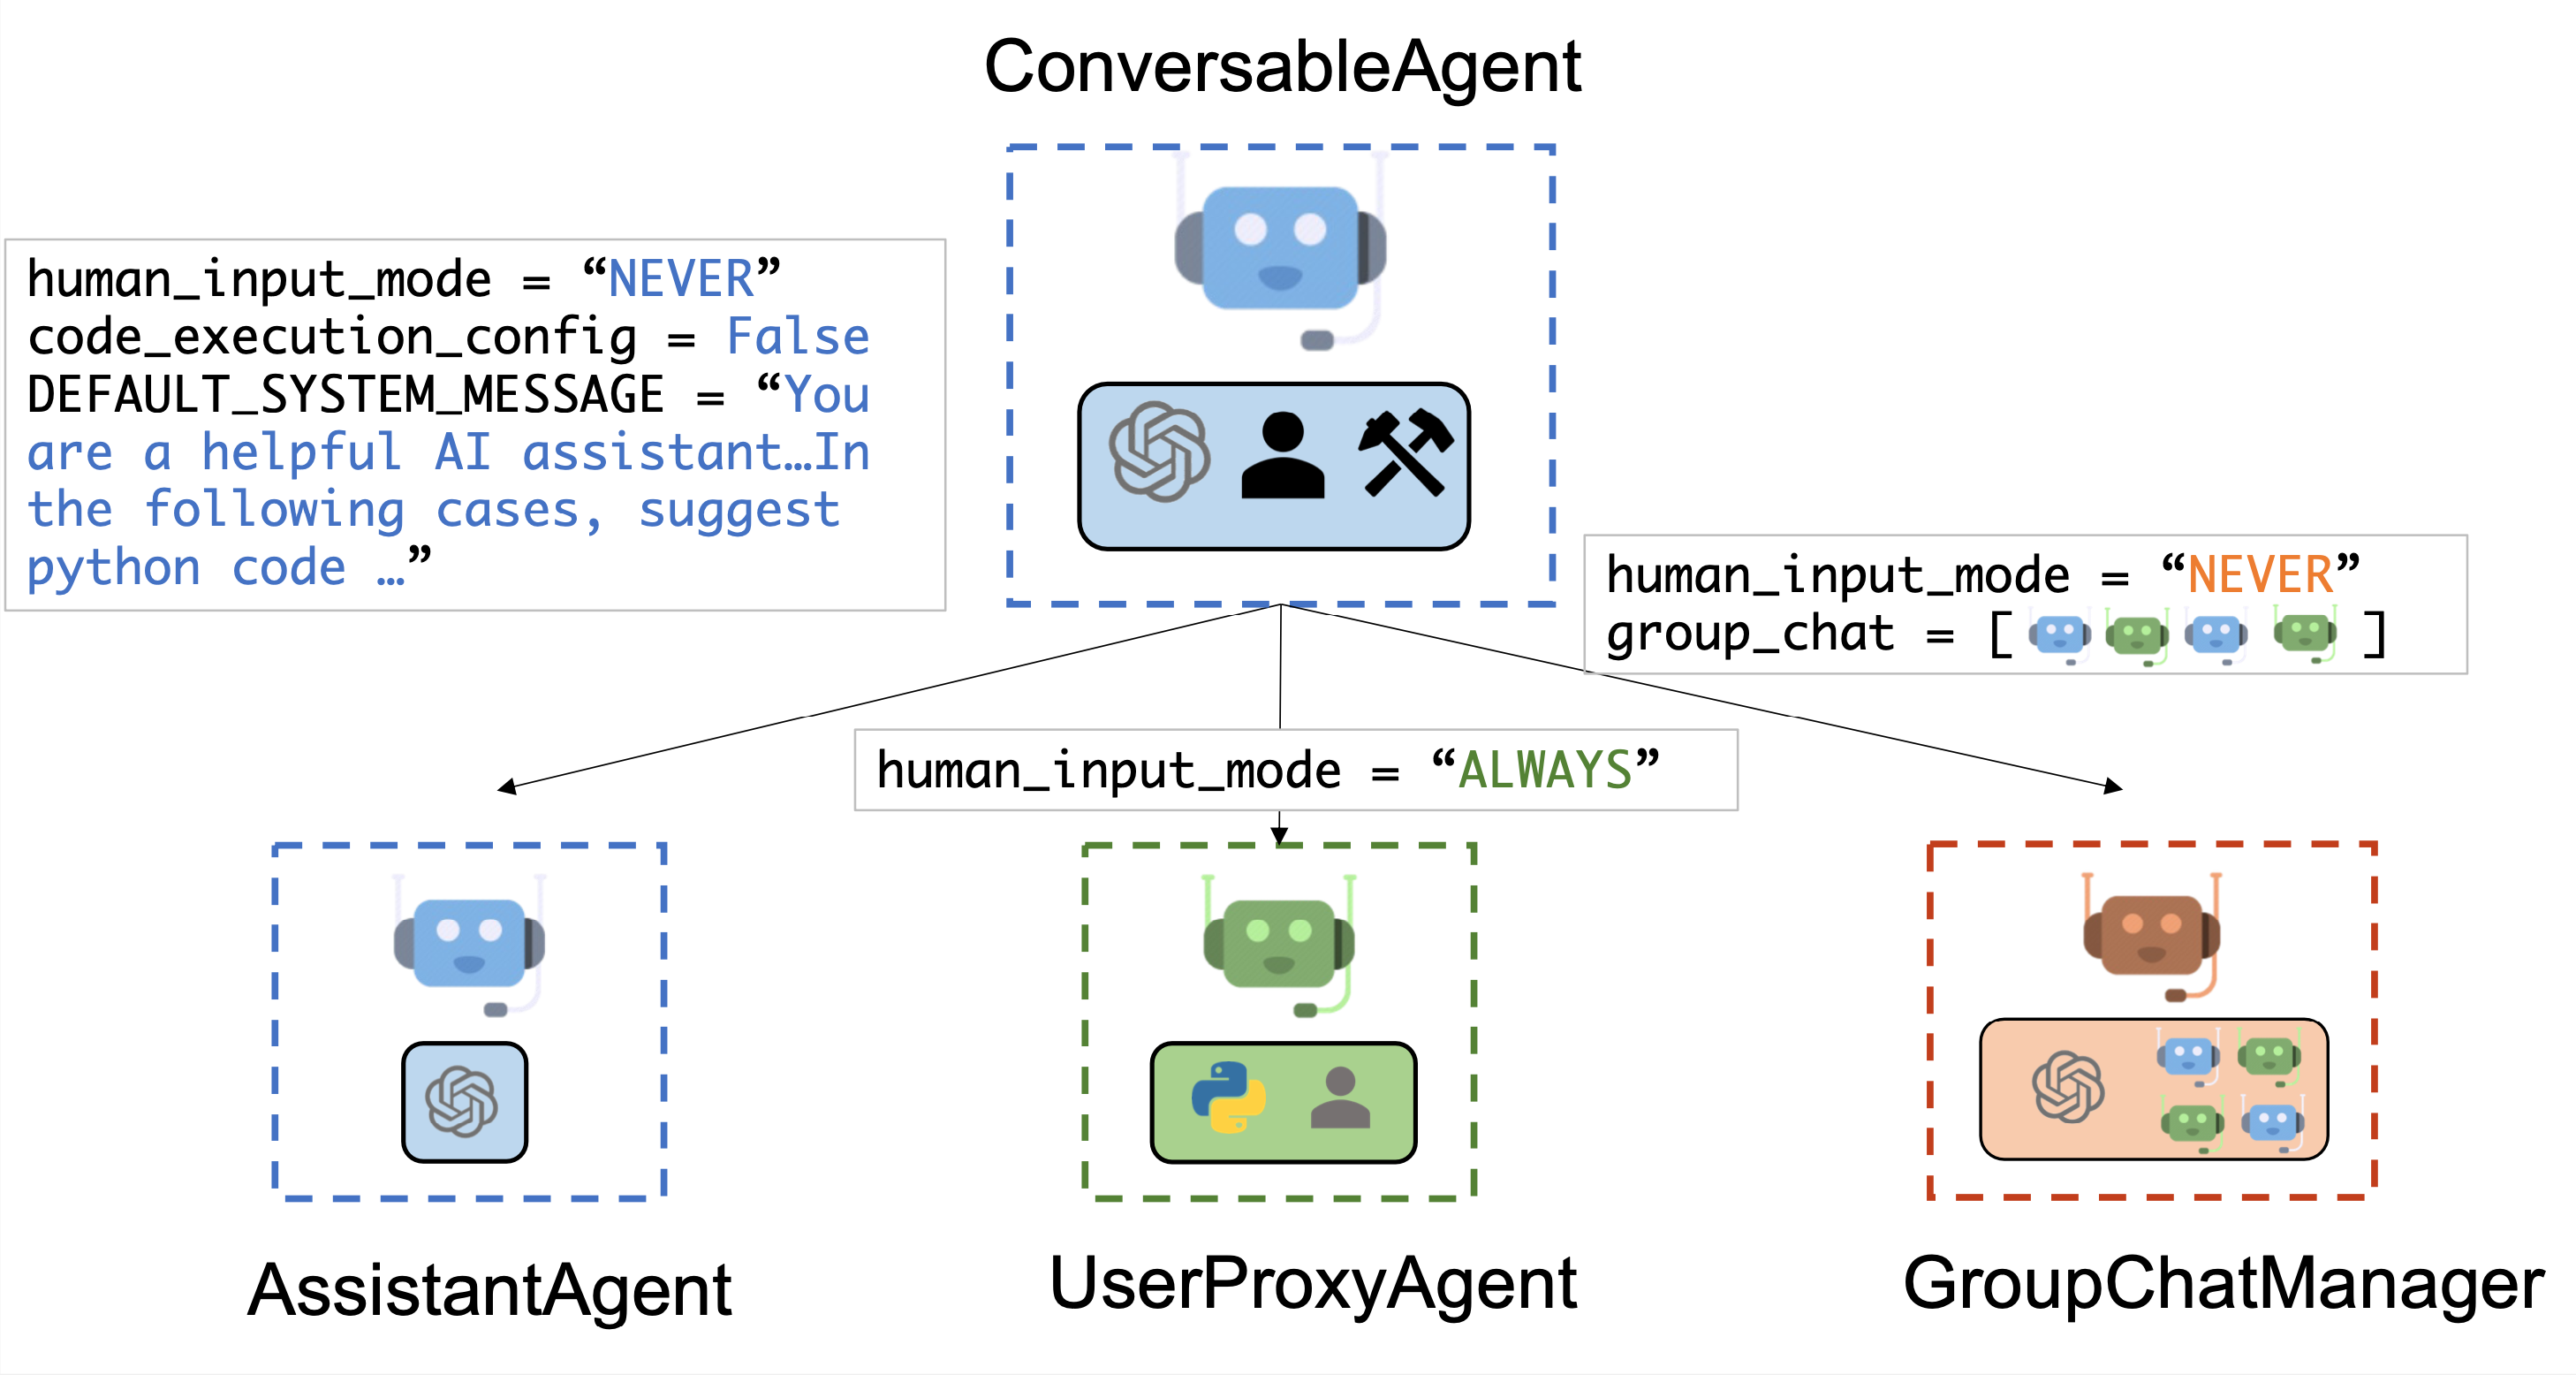 ConversableAgent
human_input_mode = “NEVER”
code_execution_config = False
DEFAULT_SYSTEM_MESSAGE = “You
are a helpful AI assistant…In
the following cases, suggest
python code …”
human_input_mode = “NEVER”
group_chat = [ ]
human_input_mode = “ALWAYS”
AssistantAgent
UserProxyAgent
GroupChatManager